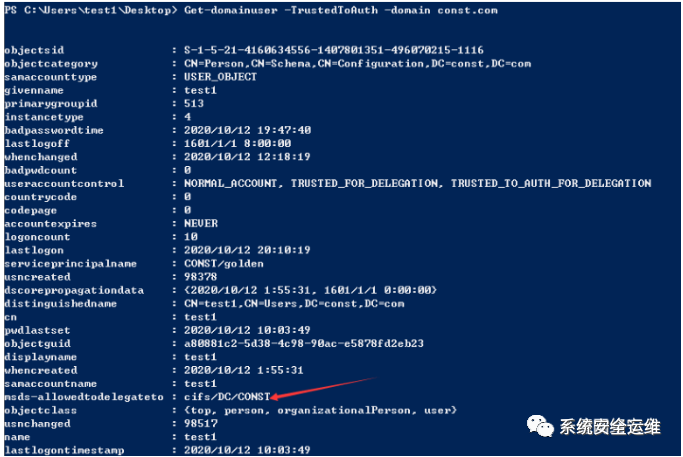 PS C:\Users\test1\Desktop> Get-domainuser -TrustedToAuth -domain const.com
objectsid : S-1-5-21-4160634556-1407801351-496070215-1116
objectcategory : CN=Person,CN=Schema,CN=Configuration,DC=const,DC=com
samaccounttype : USER_OBJECT
givenname : test1
primarygroupid : 513
instancetype : 4
badpasswordtime : 2020/10/12 19:47:40
lastlogoff : 1601/1/1 8:00:00
whenchanged : 2020/10/12 12:18:19
badpwdcount : 0
useraccountcontrol : NORMAL_ACCOUNT, TRUSTED_FOR_DELEGATION, TRUSTED_TO_AUTH_FOR_DELEGATION
countrycode : 0
codepage : 0
accountexpires : NEVER
logoncount : 10
lastlogon : 2020/10/12 20:10:19
serviceprincipalname : CONST/golden
usncreated : 98378
dscorepropagationdata : {2020/10/12 1:55:31, 1601/1/1 0:00:00}
distinguishedname : CN=test1,CN=Users,DC=const,DC=com
cn : test1
pwdlastset : 2020/10/12 10:03:49
objectguid : a80881c2-5d38-4c98-90ac-e5878fd2eb23
displayname : test1
whencreated : 2020/10/12 1:55:31
samaccountname : test1
msds-allowedtodelegateto : cifs/DC/CONST
objectclass : {top, person, organizationalPerson, user}
usnchanged : 98517
name : test1
lastlogontimestamp : 2020/10/12 10:03:49
系统安全运维